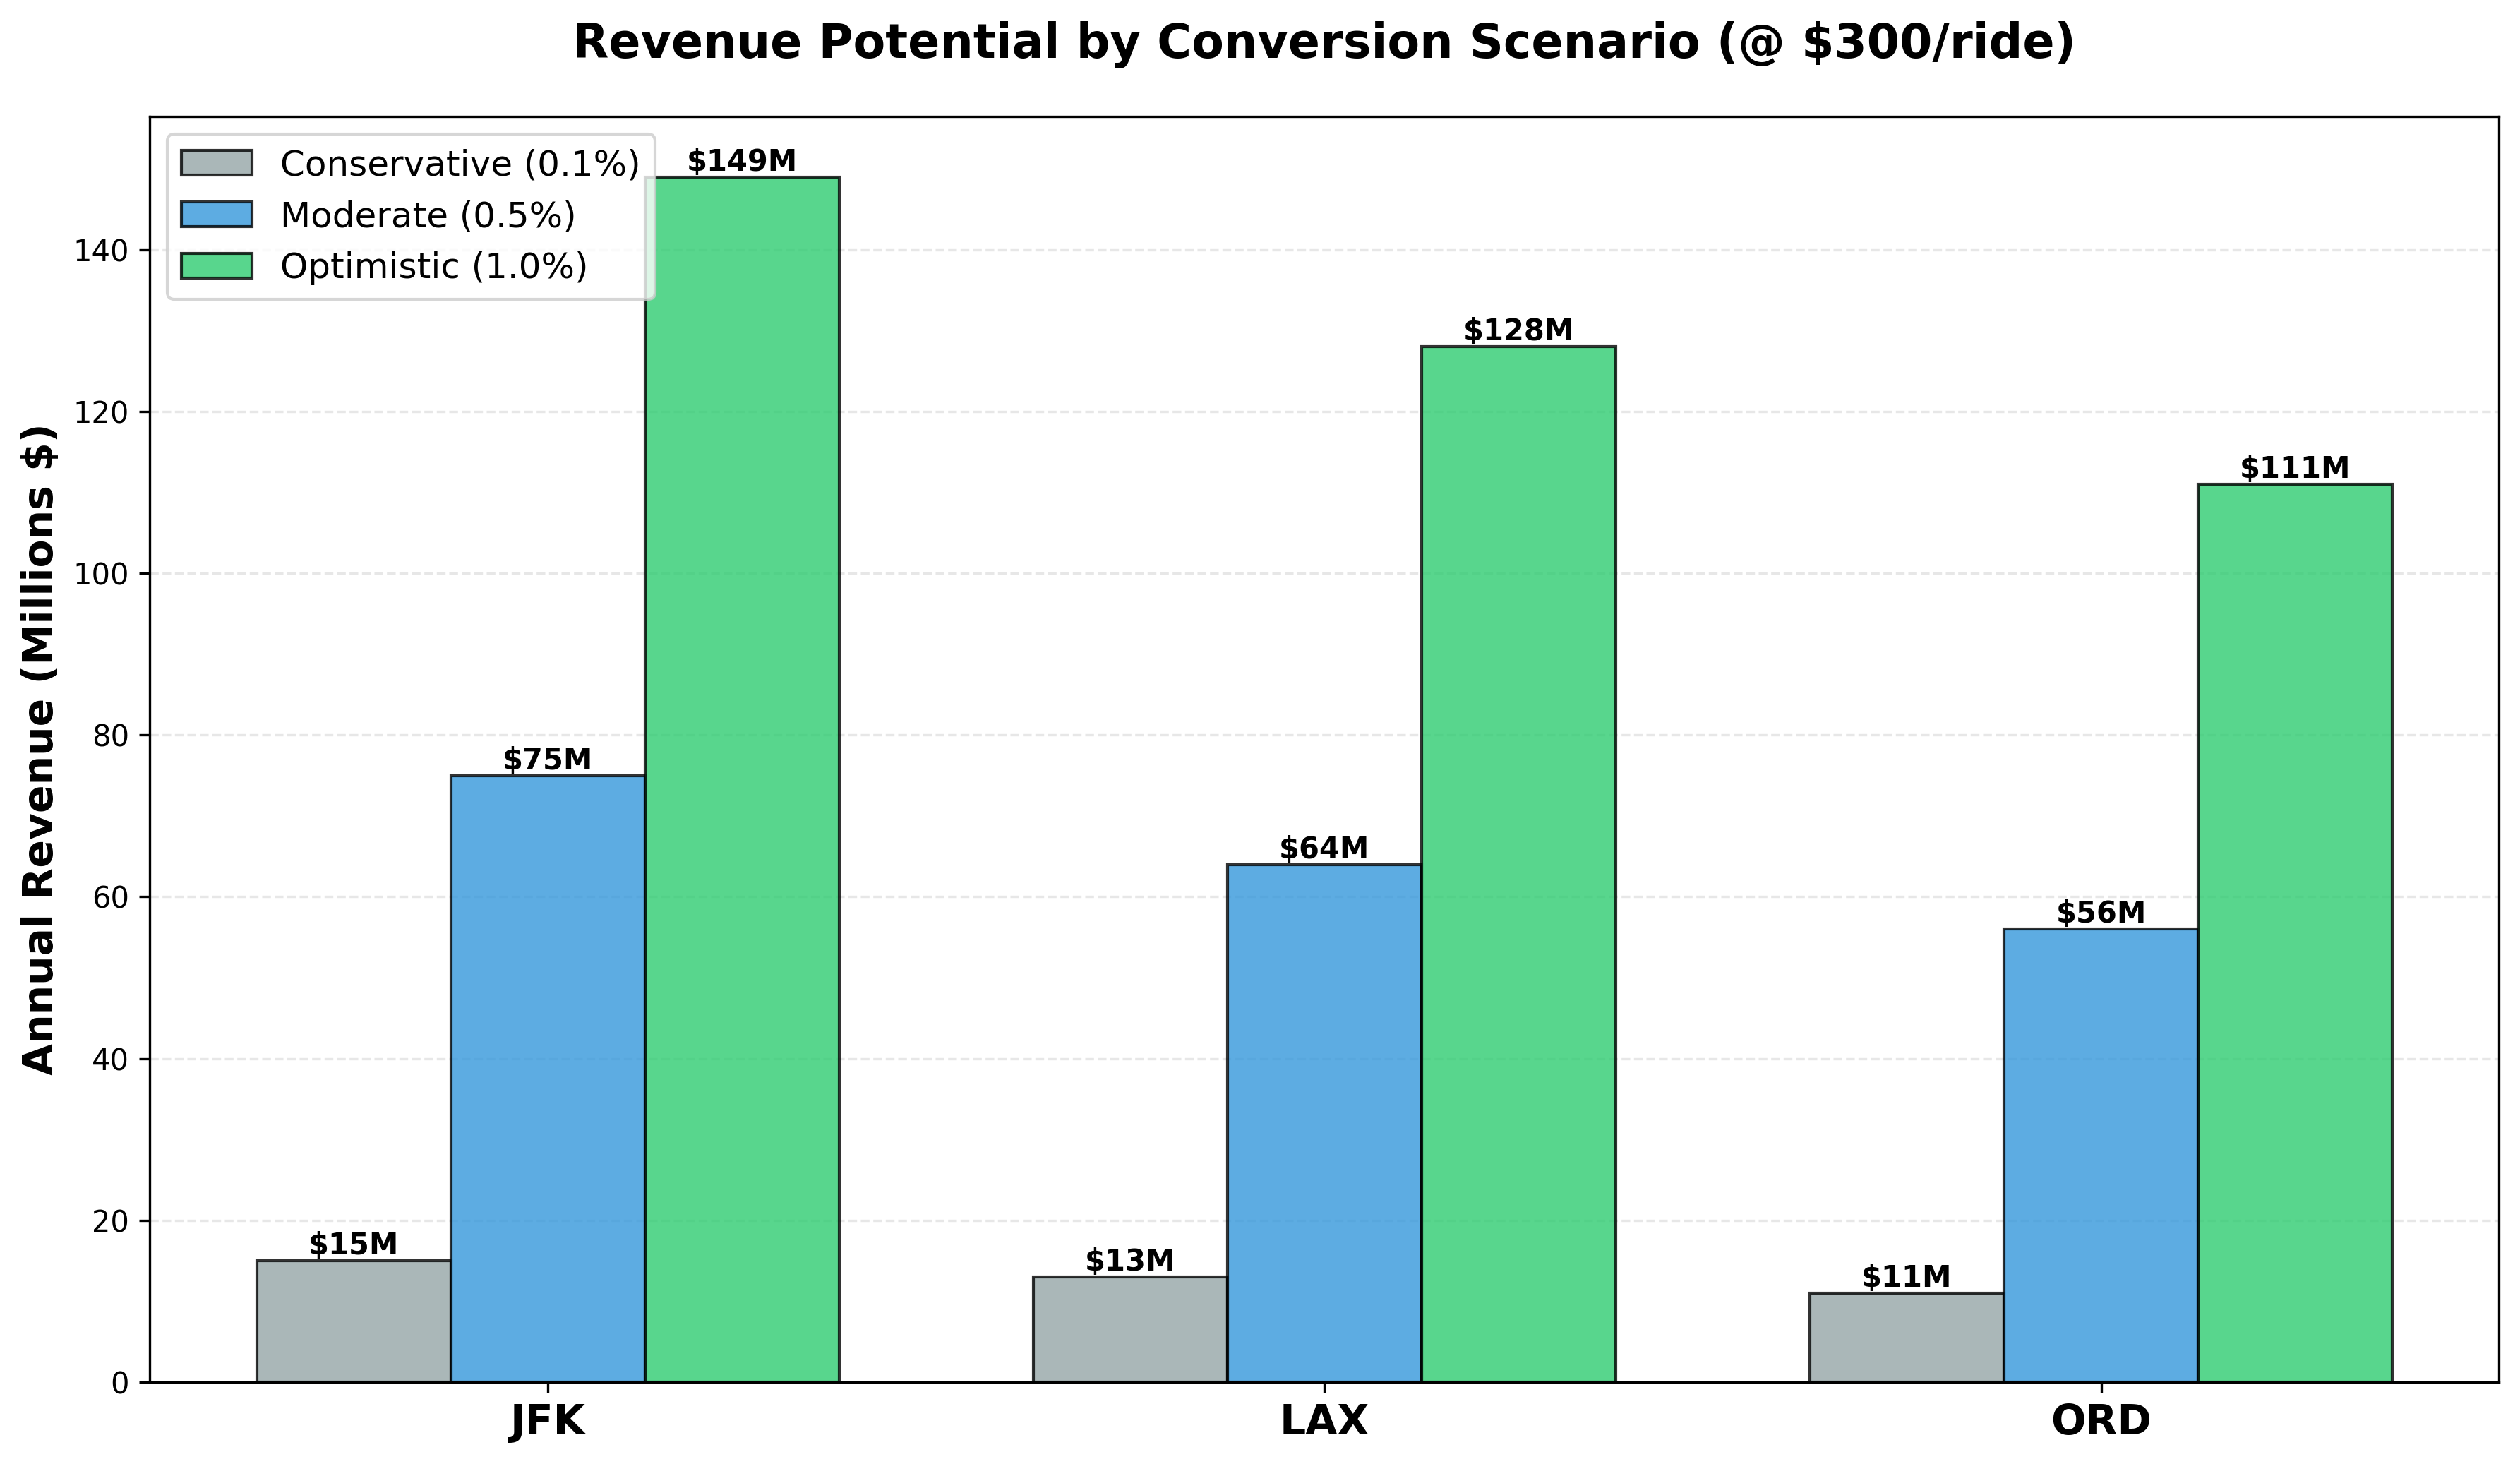 Revenue Potential by Conversion Scenario (@ $300/ride)
Conservative (0.1%)
Moderate (0.5%)
Optimistic (1.0%)
Annual Revenue (Millions $)
140
120
100
80
60
40
20
0
$15M
$75M
$149M
$13M
$64M
$128M
$11M
$56M
$111M
JFK
LAX
ORD